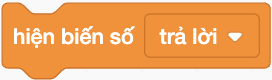 hiện biến số trả lời